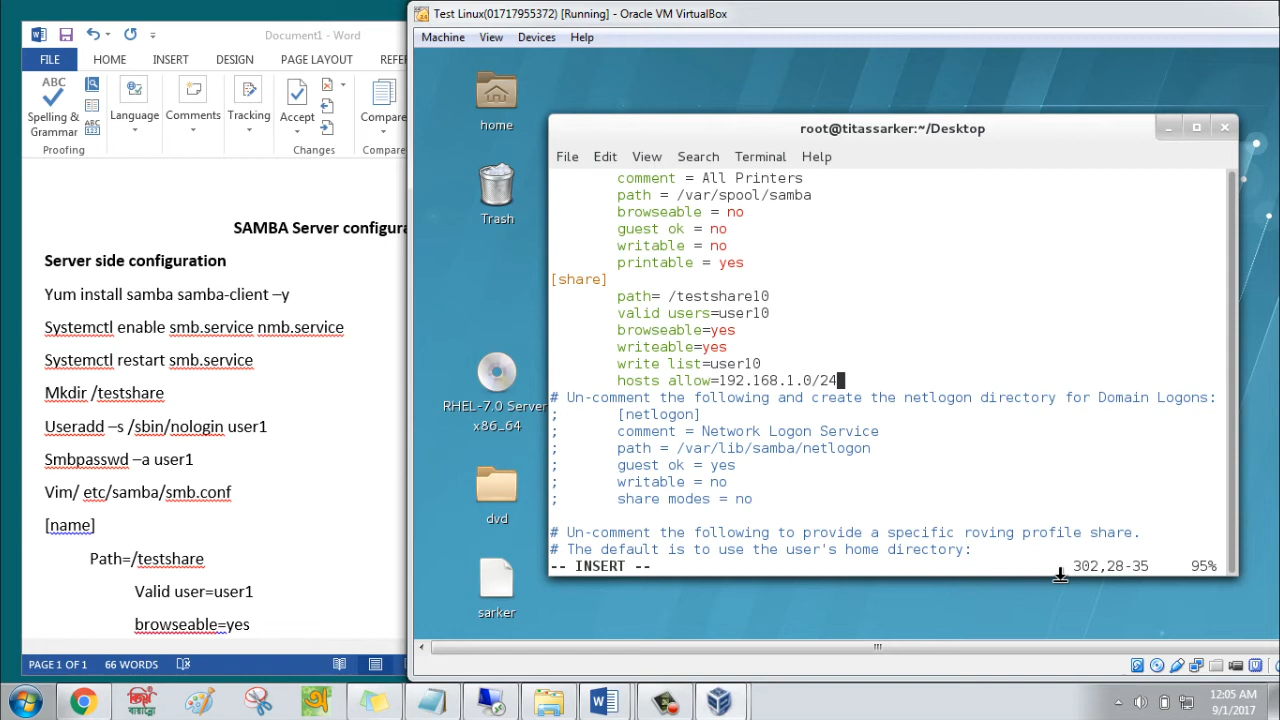 Document1 - Word
FILE HOME INSERT DESIGN PAGE LAYOUT REFER
ABC
Spelling & Grammar
Language
Comments
Tracking
Accept
Compare
Proofing
Changes
Compare
SAMBA Server configura
Server side configuration
Yum install samba samba-client –y
Systemctl enable smb.service nmb.service
Systemctl restart smb.service
Mkdir /testshare
Useradd –s /sbin/nologin user1
Smbpasswd –a user1
Vim/ etc/samba/smb.conf
[name]
Path=/testshare
Valid user=user1
browseable=yes
PAGE 1 OF 1 66 WORDS
Test Linux(01717955372) [Running] - Oracle VM VirtualBox
Machine View Devices Help
home
Trash
RHEL-7.0 Server
x86_64
dvd
sarker
root@titassarker:~/Desktop
File Edit View Search Terminal Help
comment = All Printers
path = /var/spool/samba
browseable = no
guest ok = no
writable = no
printable = yes
[share]
path= /testshare10
valid users=user10
browseable=yes
writeable=yes
write list=user10
hosts allow=192.168.1.0/24
# Un-comment the following and create the netlogon directory for Domain Logons:
; [netlogon]
; comment = Network Logon Service
; path = /var/lib/samba/netlogon
; guest ok = yes
; writable = no
; share modes = no
# Un-comment the following to provide a specific roving profile share.
# The default is to use the user's home directory:
-- INSERT -- 302,28-35 95%
12:05 AM
9/1/2017